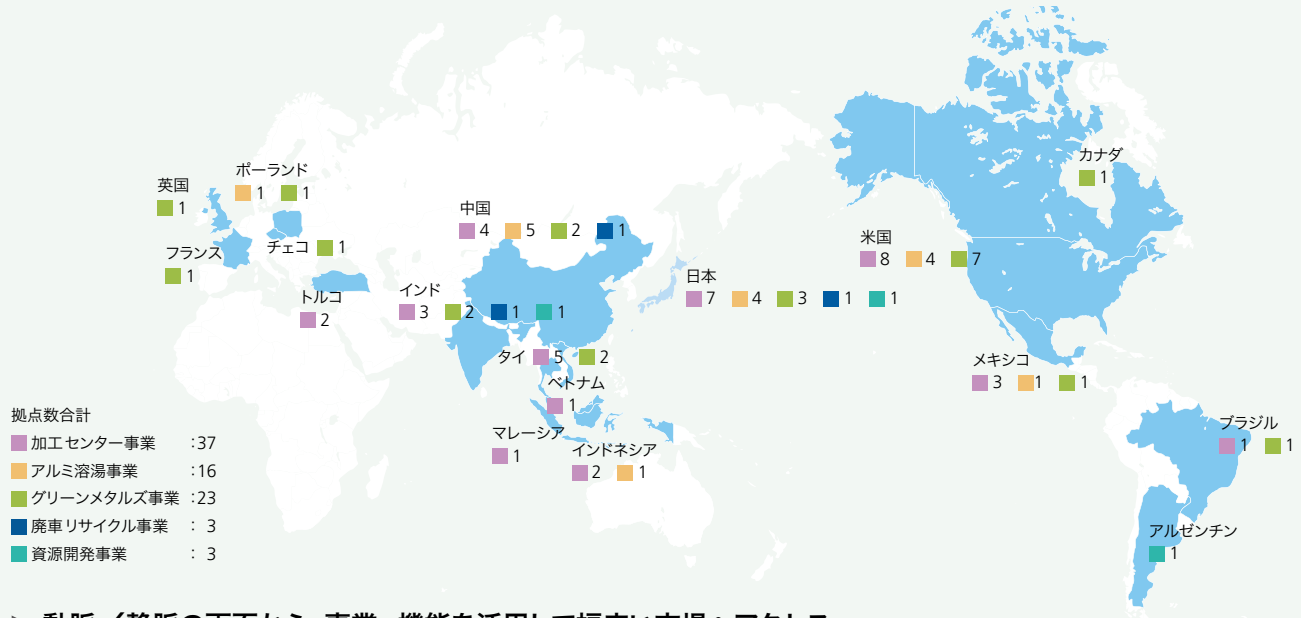 ポーランド
1 1
英国
1
チェコ 1
フランス
1
トルコ
2
中国
4 5 2 1
インド
3 2 1 1
日本
7 4 3 1 1
タイ 5 2
ベトナム
1
マレーシア
1
インドネシア
2 1
カナダ
1
米国
8 4 7
メキシコ
3 1 1
ブラジル
1 1
アルゼンチン
1
拠点数合計
加工センター事業 :37
アルミ溶湯事業 :16
グリーンメタルズ事業 :23
廃車リサイクル事業 : 3
資源開発事業 : 3